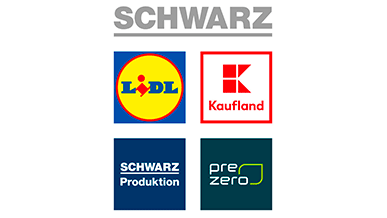 SCHWARZ
LIDL
Kaufland
SCHWARZ
Produktion
pre
zero